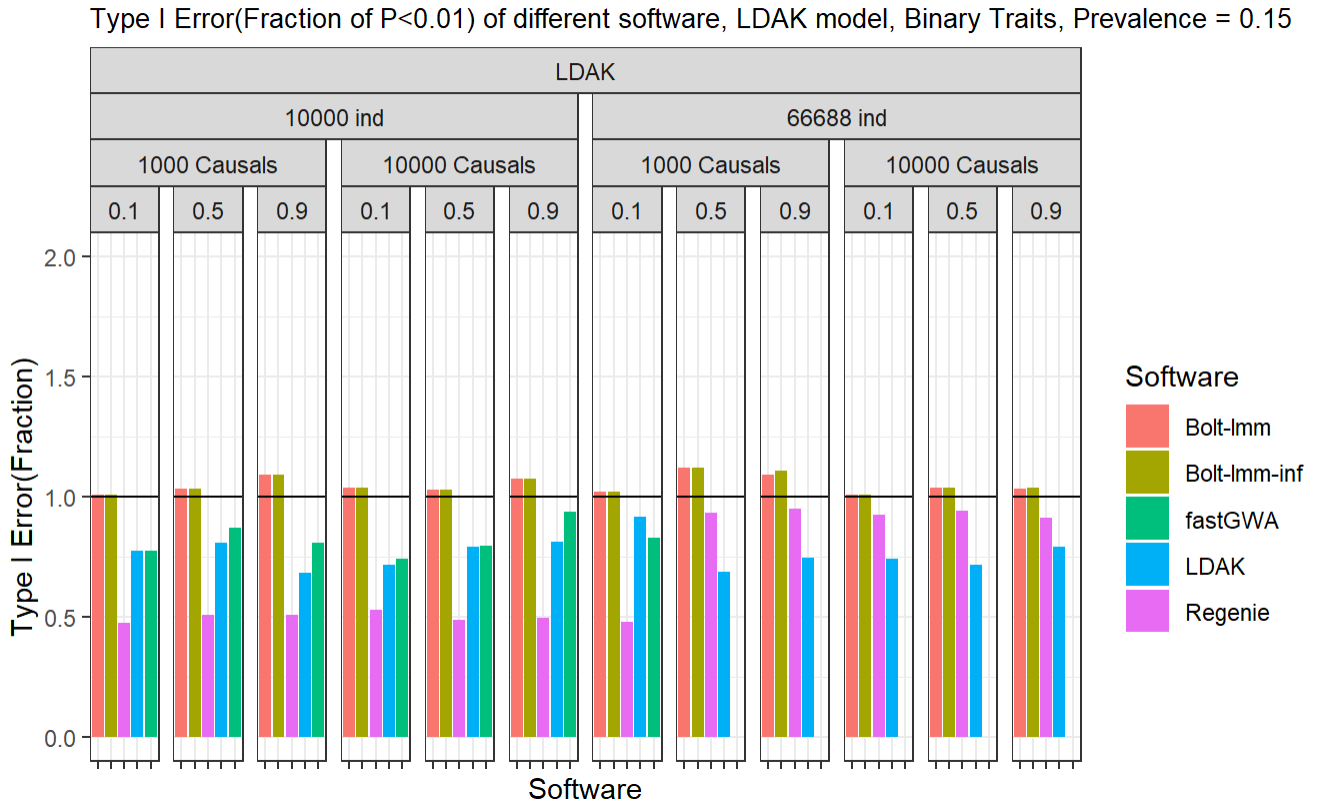 Type I Error(Fraction of P<0.01) of different software, LDAK model, Binary Traits, Prevalence = 0.15
LDAK
10000 ind
66688 ind
1000 Causals
10000 Causals
1000 Causals
10000 Causals
0.1
0.5
0.9
0.1
0.5
0.9
0.1
0.5
0.9
0.1
0.5
0.9
2.0
1.5
1.0
0.5
0.0
Type I Error(Fraction)
Software
Software
Bolt-lmm
Bolt-lmm-inf
fastGWA
LDAK
Regenie